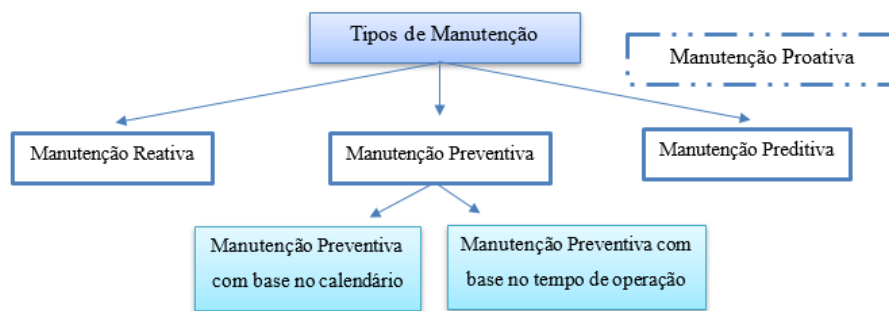 Tipos de Manutenção
Manutenção Proativa
Manutenção Reativa
Manutenção Preventiva
Manutenção Preditiva
Manutenção Preventiva
com base no calendário
Manutenção Preventiva com
base no tempo de operação